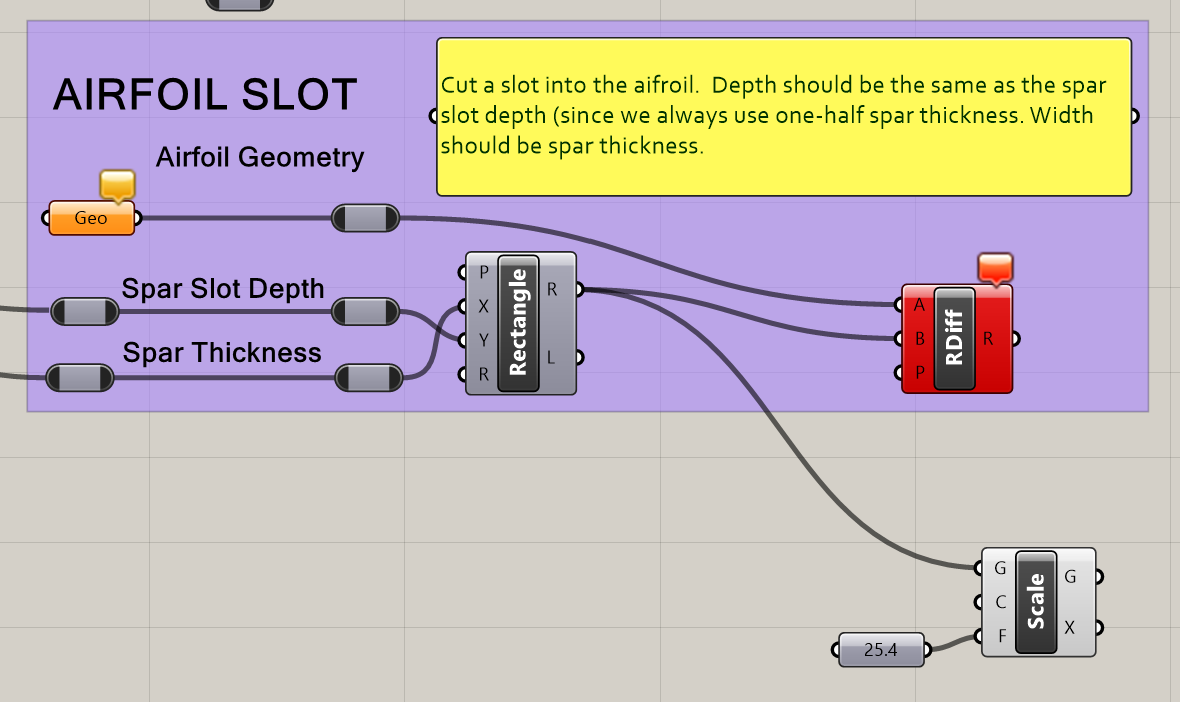 AIRFOIL SLOT
Cut a slot into the aifroil.  Depth should be the same as the spar
slot depth (since we always use one-half spar thickness. Width
should be spar thickness.
Airfoil Geometry
Geo
Spar Slot Depth
Spar Thickness
P
X
Y
R
Rectangle
R
L
A
B
P
RDiff
R
G
C
F
Scale
G
X
25.4